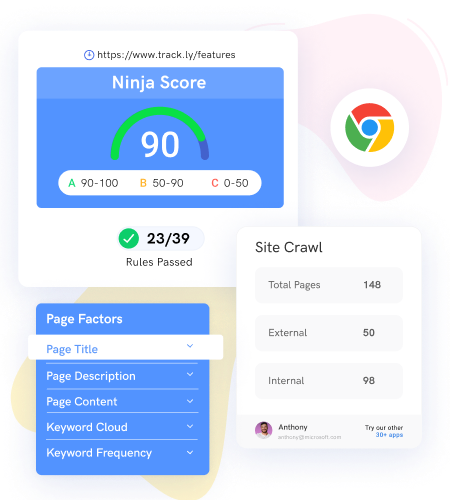 https://www.track.ly/features
Ninja Score
90
A 90-100 B 50-90 C 0-50
23/39
Rules Passed
Site Crawl
Total Pages 148
External 50
Internal 98
Anthony
anthony@microsoft.com
Try our other
30+ apps
Page Factors
Page Title
Page Description
Page Content
Keyword Cloud
Keyword Frequency